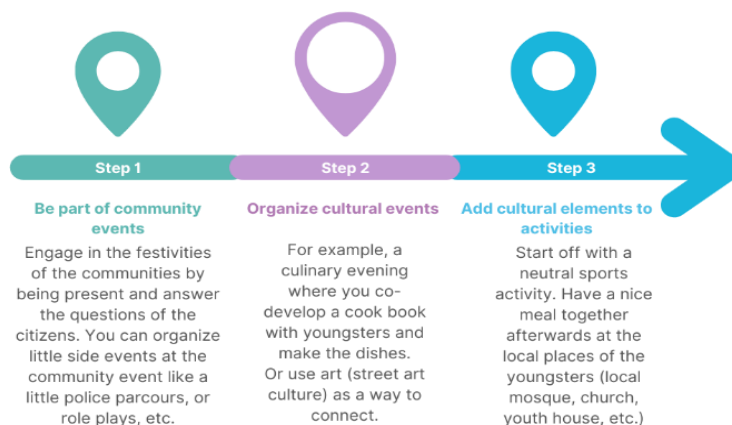 Step 1
Step 2
Step 3
Be part of community
events
Engage in the festivities
of the communities by
being present and answer
the questions of the
citizens. You can organize
little side events at the
community event like a
little police parcours, or
role plays, etc.
Organize cultural events
For example, a
culinary evening
where you co-
develop a cook book
with youngsters and
make the dishes.
Or use art (street art
culture) as a way to
connect.
Add cultural elements to
activities
Start off with a
neutral sports
activity. Have a nice
meal together
afterwards at the
local places of the
youngsters (local
mosque, church,
youth house, etc.)